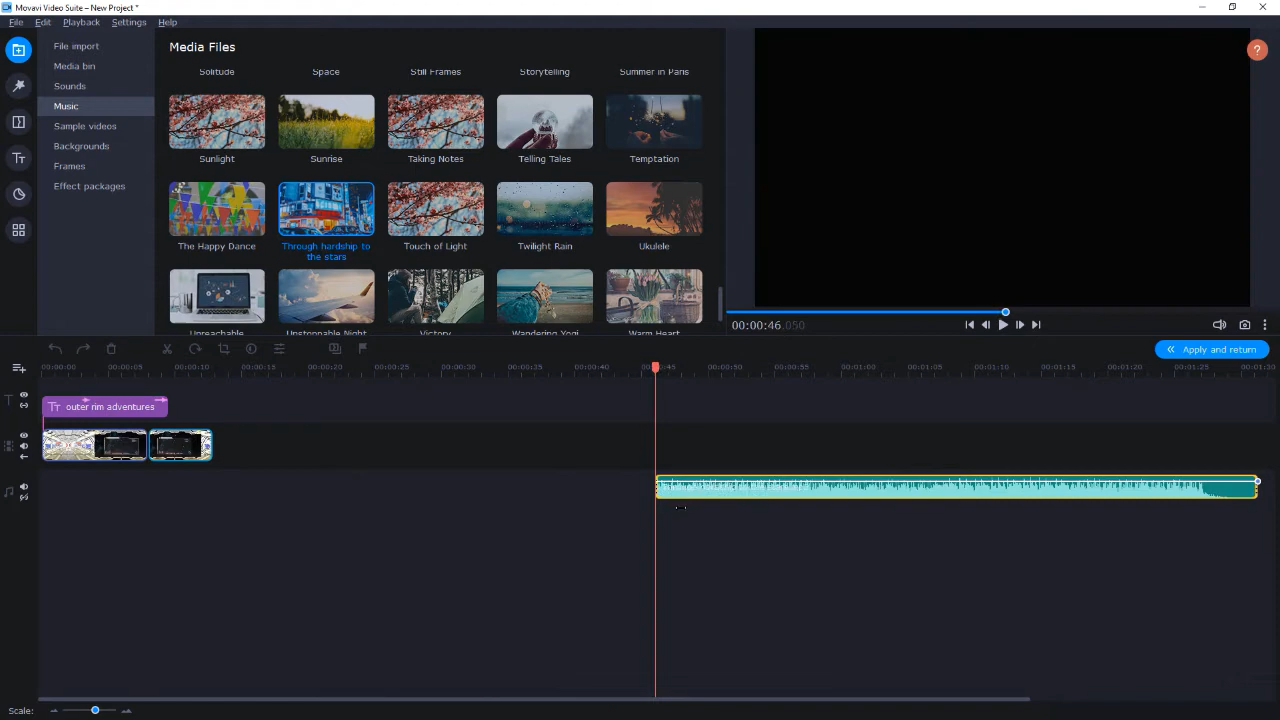 Movavi Video Suite – New Project *
File Edit Playback Settings Help
File import
Media bin
Sounds
Music
Sample videos
Backgrounds
Frames
Effect packages
Media Files
Solitude Space Still Frames Storytelling Summer in Paris
Sunlight Sunrise Taking Notes Telling Tales Temptation
The Happy Dance Through hardship to the stars Touch of Light Twilight Rain Ukulele
Unreachable Unstoppable Night Victory Wandering Yogi Warm Heart
?
00:00:46.050
Apply and return
00:00:00 00:00:05 00:00:10 00:00:15 00:00:20 00:00:25 00:00:30 00:00:35 00:00:40 00:00:45 00:00:50 00:00:55 00:01:00 00:01:05 00:01:10 00:01:15 00:01:20
Tт outer rim adventures
Scale: